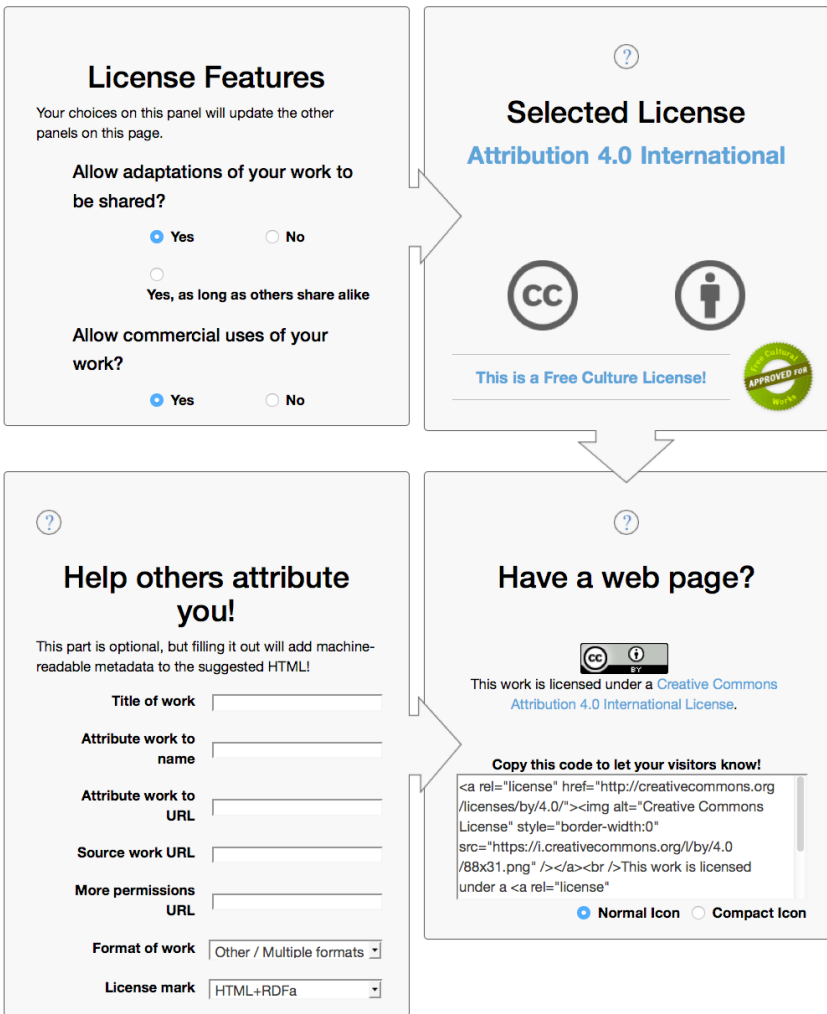 License Features
Your choices on this panel will update the other
panels on this page.
Allow adaptations of your work to
be shared?
Yes
No
Yes, as long as others share alike
Allow commercial uses of your
work?
Yes
No
?
Selected License
Attribution 4.0 International
CC
This is a Free Culture License!
Free Cultural
APPROVED FOR
Works
?
Help others attribute
you!
This part is optional, but filling it out will add machine-
readable metadata to the suggested HTML!
Title of work
Attribute work to
name
Attribute work to
URL
Source work URL
More permissions
URL
Format of work
Other / Multiple formats
License mark
HTML+RDFa
?
Have a web page?
cc
BY
This work is licensed under a Creative Commons
Attribution 4.0 International License.
Copy this code to let your visitors know!
<a rel="license" href="http://creativecommons.org
/licenses/by/4.0/"><img alt="Creative Commons
License" style="border-width:0"
src="https://i.creativecommons.org/l/by/4.0
/88x31.png" /></a><br />This work is licensed
under a <a rel="license"
Normal Icon
Compact Icon